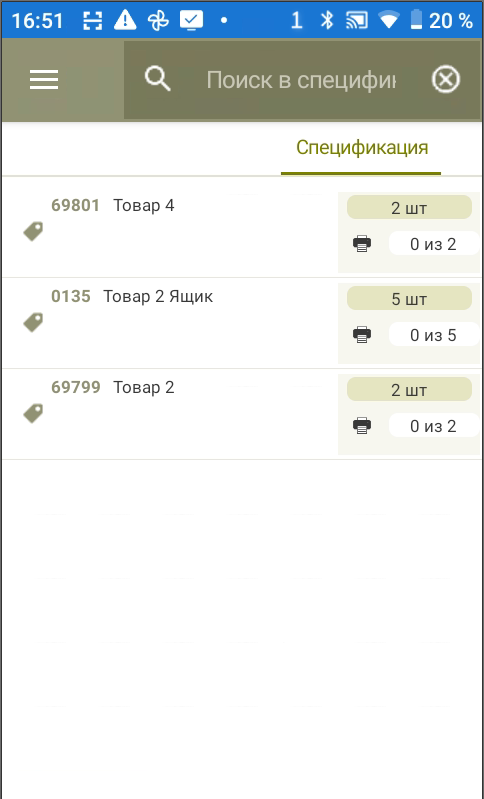 16:51 1 20 %
Поиск в специфик
Спецификация
69801 Товар 4
2 шт
0 из 2
0135 Товар 2 Ящик
5 шт
0 из 5
69799 Товар 2
2 шт
0 из 2